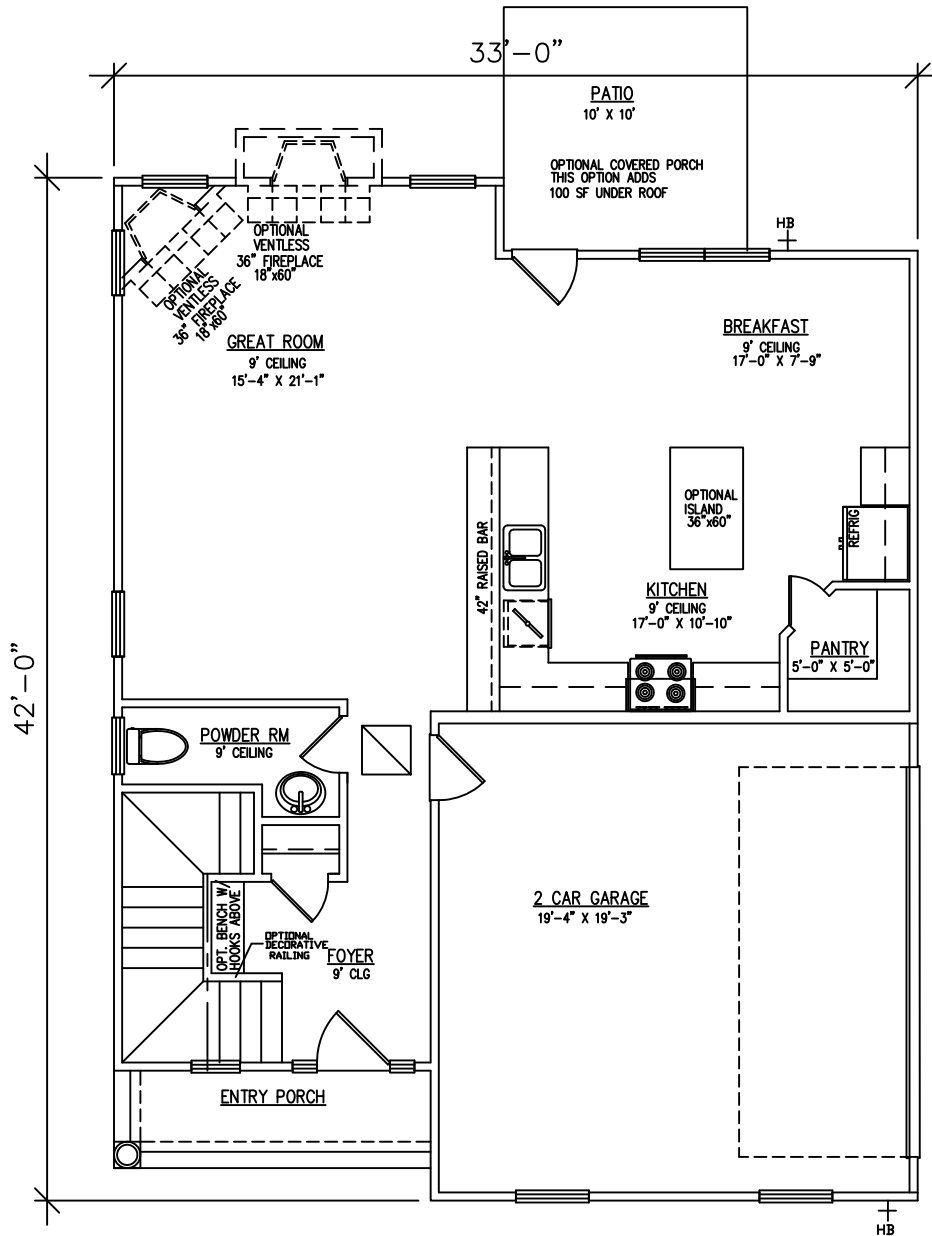 33'-0"
PATIO
10' X 10'
OPTIONAL COVERED PORCH
THIS OPTION ADDS
100 SF UNDER ROOF
HB
OPTIONAL
VENTLESS
36" FIREPLACE
18"x60"
OPTIONAL
VENTLESS
36" FIREPLACE
18"x60"
GREAT ROOM
9' CEILING
15'-4" X 21'-1"
BREAKFAST
9' CEILING
17'-0" X 7'-9"
42" RAISED BAR
OPTIONAL
ISLAND
36"x60"
REFRIG
KITCHEN
9' CEILING
17'-0" X 10'-10"
PANTRY
5'-0" X 5'-0"
42'-0"
POWDER RM
9' CEILING
2 CAR GARAGE
19'-4" X 19'-3"
OPT. BENCH W/
HOOKS ABOVE
OPTIONAL
DECORATIVE
RAILING
FOYER
9' CLG
ENTRY PORCH
HB